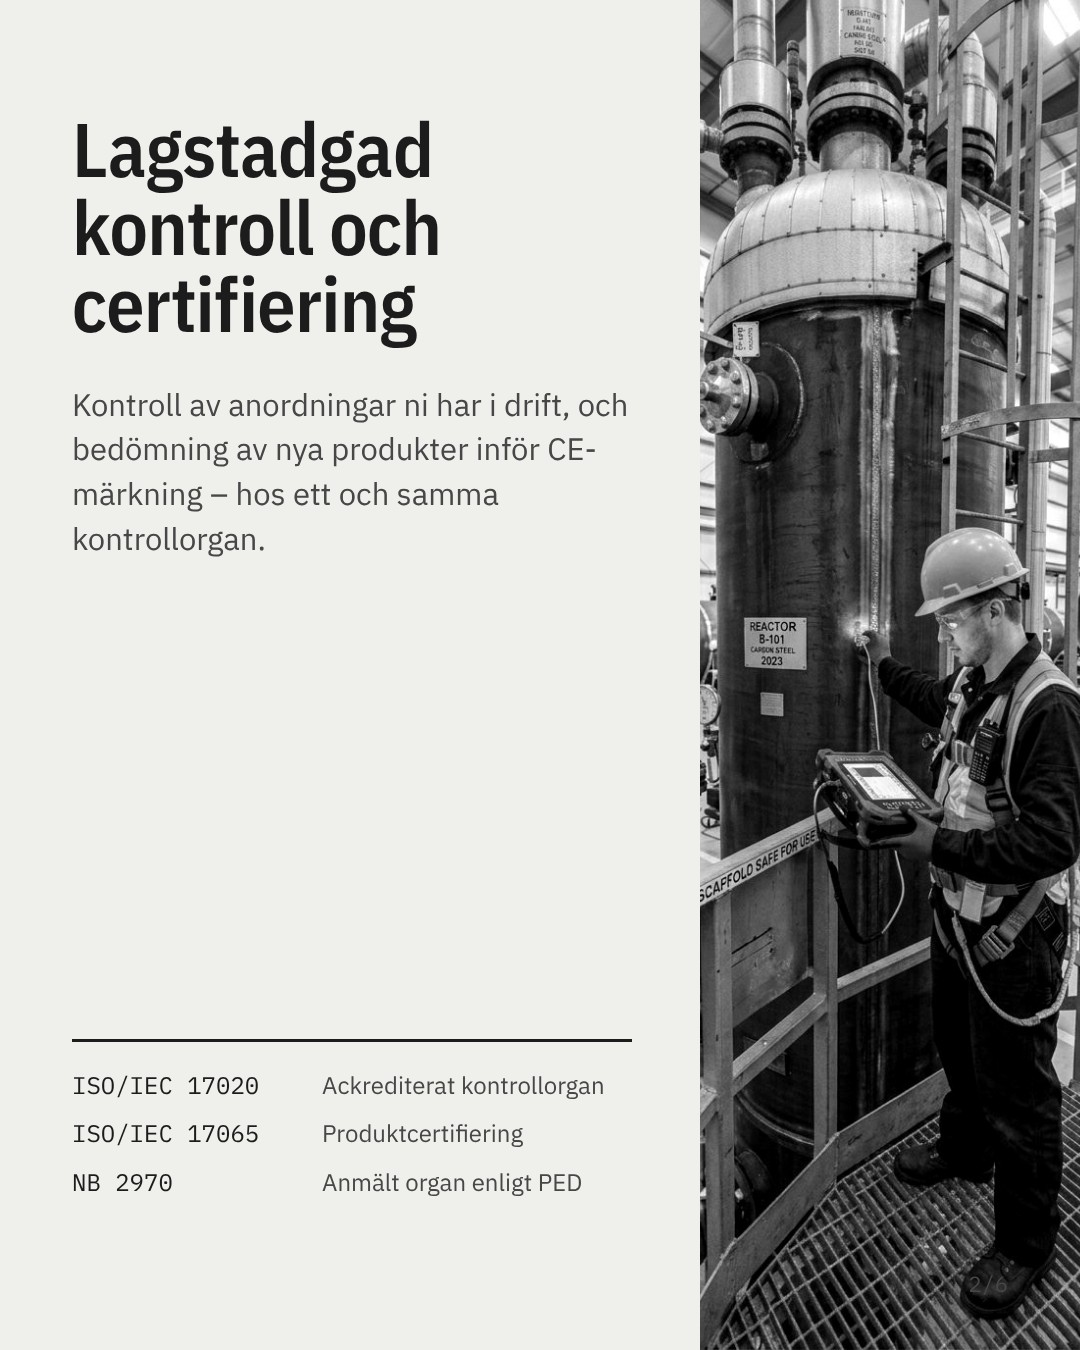 Lagstadgad
kontroll och
certifiering
Kontroll av anordningar ni har i drift, och
bedömning av nya produkter inför CE-
märkning – hos ett och samma
kontrollorgan.
ISO/IEC 17020 Ackrediterat kontrollorgan
ISO/IEC 17065 Produktcertifiering
NB 2970 Anmält organ enligt PED
REACTOR
B-101
CARBON STEEL
2023
SCAFFOLD SAFE FOR USE
2/6